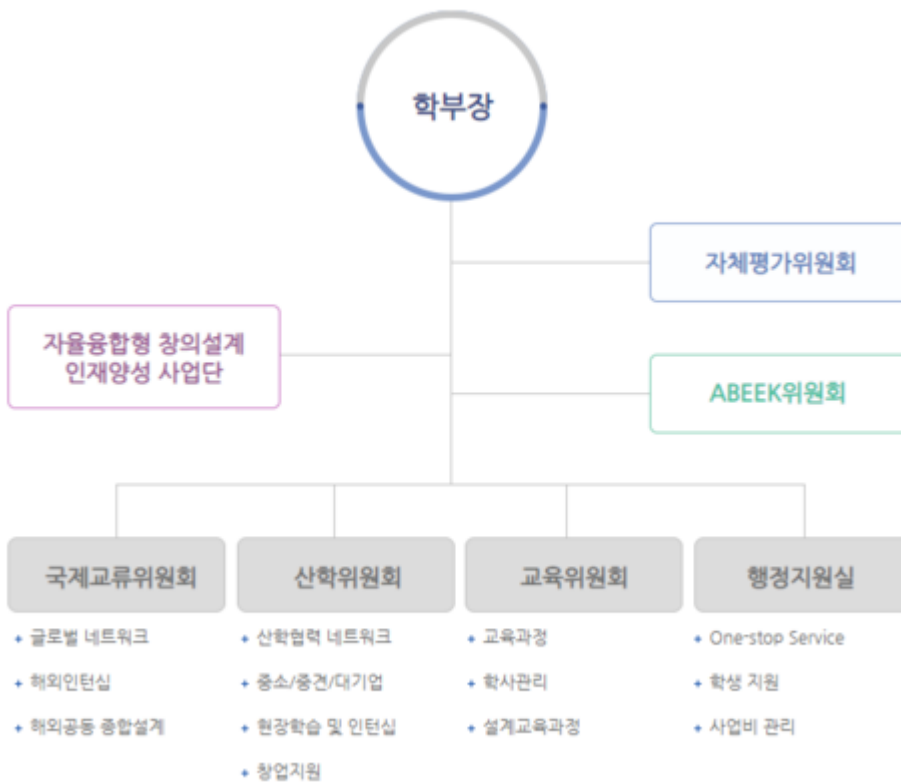 학부장
자체평가위원회
자율융합형 창의설계
인재양성 사업단
ABEEK위원회
국제교류위원회
글로벌 네트워크
해외인턴십
해외공동 종합설계
산학위원회
산학협력 네트워크
중소/중견/대기업
현장학습 및 인턴십
창업지원
교육위원회
교육과정
학사관리
설계교육과정
행정지원실
One-stop Service
학생 지원
사업비 관리